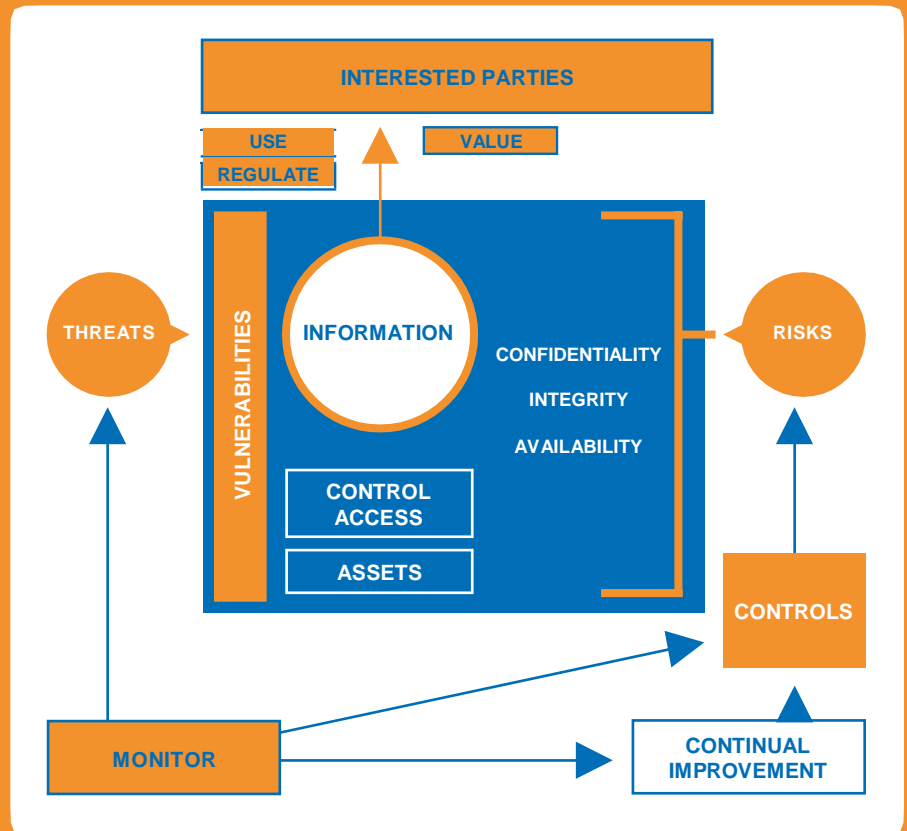 INTERESTED PARTIES
USE
VALUE
REGULATE
THREATS
VULNERABILITIES
INFORMATION
CONFIDENTIALITY
INTEGRITY
AVAILABILITY
RISKS
CONTROL
ACCESS
ASSETS
CONTROLS
MONITOR
CONTINUAL
IMPROVEMENT